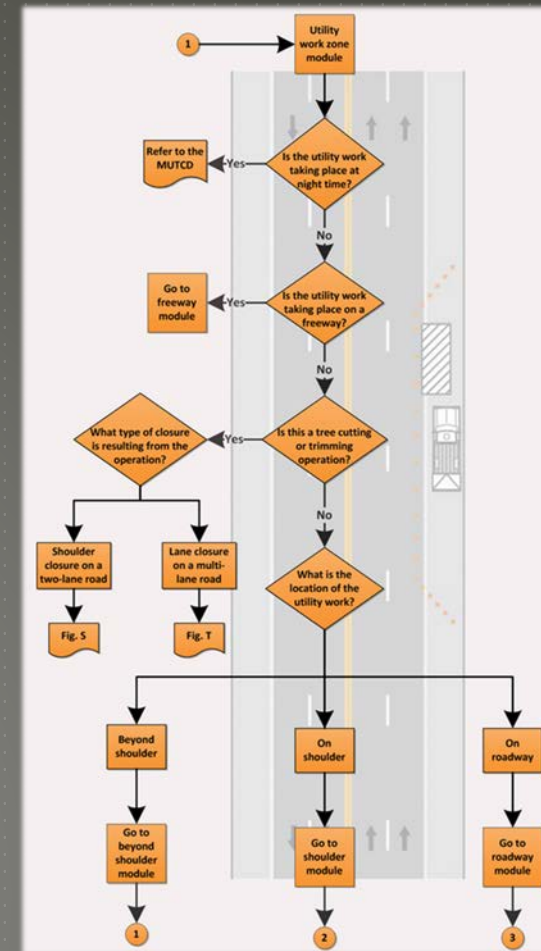 1
Utility
work zone
module
Is the utility work
taking place at
night time?
Yes
Refer to the
MUTCD
No
Is the utility work
taking place on a
freeway?
Yes
Go to
freeway
module
No
Is this a tree cutting
or trimming
operation?
Yes
What type of closure
is resulting from the
operation?
Shoulder
closure on a
two-lane road
Lane closure
on a multi-
lane road
Fig. S
Fig. T
No
What is the
location of the
utility work?
Beyond
shoulder
On
shoulder
On
roadway
Go to
beyond
shoulder
module
Go to
shoulder
module
Go to
roadway
module
1
2
3